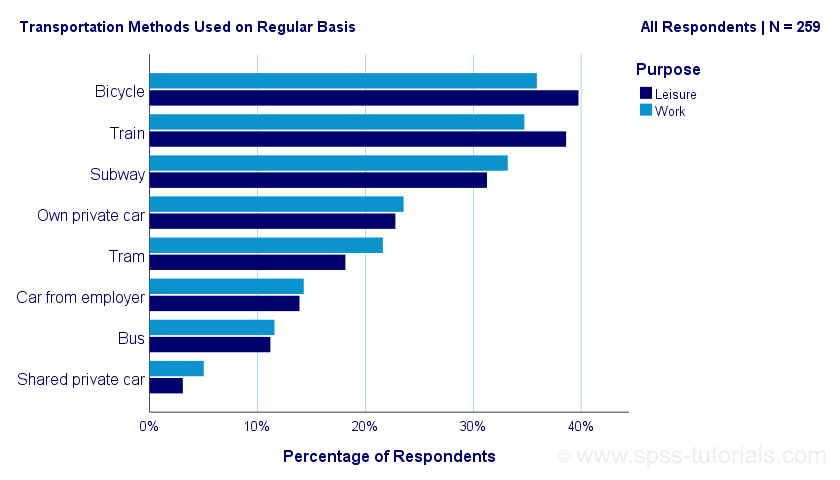 Transportation Methods Used on Regular Basis
All Respondents | N = 259
Purpose
Leisure
Work
Bicycle
Train
Subway
Own private car
Tram
Car from employer
Bus
Shared private car
0% 10% 20% 30% 40%
Percentage of Respondents
© www.spss-tutorials.com